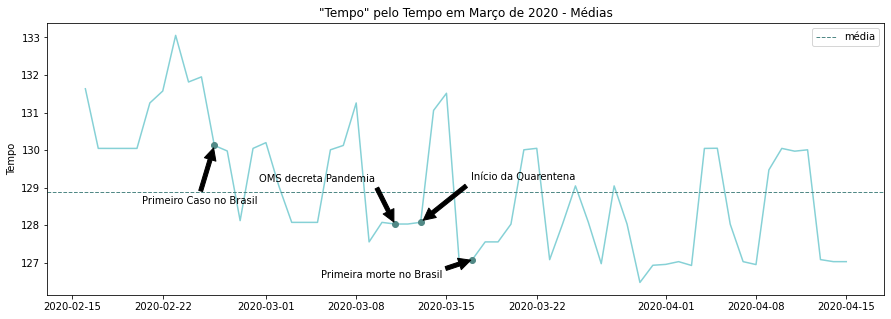 "Tempo" pelo Tempo em Março de 2020 - Médias
média
133
132
131
130
129
128
127
Tempo
OMS decreta Pandemia
Início da Quarentena
Primeiro Caso no Brasil
Primeira morte no Brasil
2020-02-15
2020-02-22
2020-03-01
2020-03-08
2020-03-15
2020-03-22
2020-04-01
2020-04-08
2020-04-15